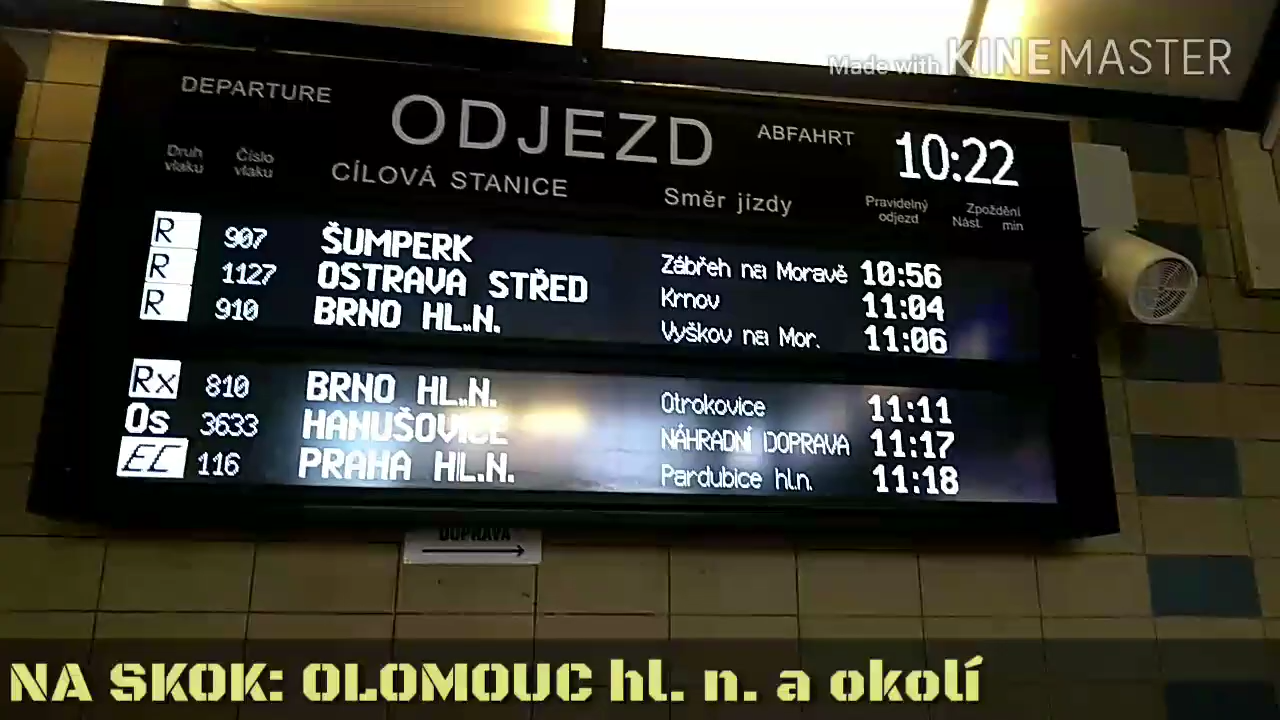 Made with KINEMASTER
DEPARTURE ODJEZD ABFAHRT 10:22
Druh vlaku Číslo vlaku CÍLOVÁ STANICE Směr jízdy Pravidelný odjezd Zpoždění Nást. min
R 907 ŠUMPERK Zábřeh na Moravě 10:56
R 1127 OSTRAVA STŘED Krnov 11:04
R 910 BRNO HL.N. Vyškov na Mor. 11:06
Rx 810 BRNO HL.N. Otrokovice 11:11
Os 3633 HANUŠOVICE NÁHRADNÍ DOPRAVA 11:17
EC 116 PRAHA HL.N. Pardubice hl.n. 11:18
DOPRAVA
NA SKOK: OLOMOUC hl. n. a okolí